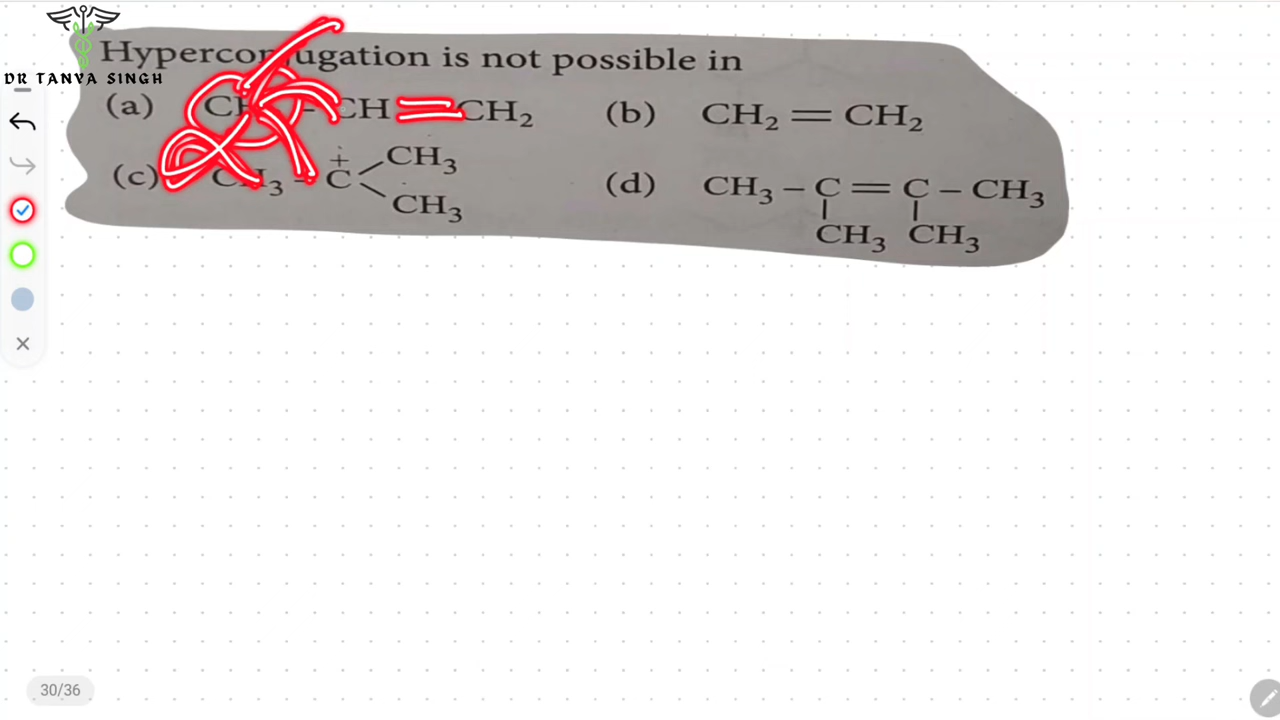 DR TANYA SINGH
Hyperconjugation is not possible in
(a) CH₃ – CH = CH₂ (b) CH₂ = CH₂
(c) CH₃ – C⁺ CH₃
CH₃
(d) CH₃ – C = C – CH₃
CH₃ CH₃
30/36